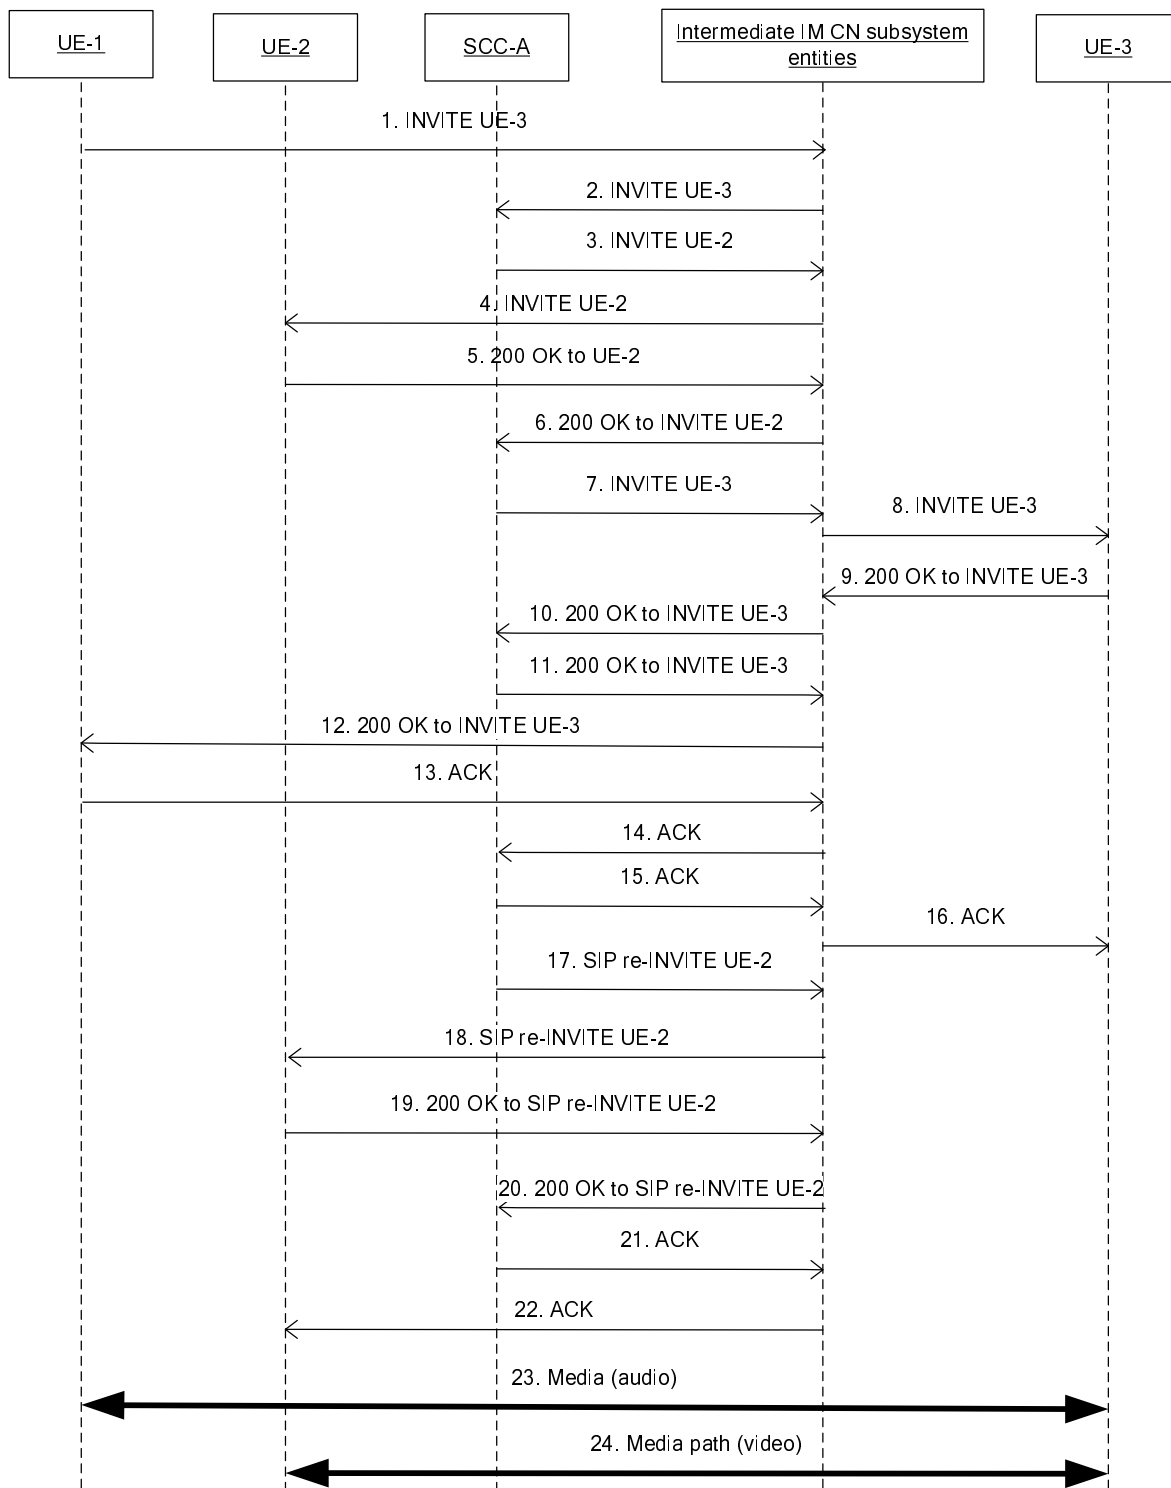 UE-1
UE-2
SCC-A
Intermediate IM CN subsystem
entities
UE-3
1. INVITE UE-3
2. INVITE UE-3
3. INVITE UE-2
4. INVITE UE-2
5. 200 OK to UE-2
6. 200 OK to INVITE UE-2
7. INVITE UE-3
8. INVITE UE-3
9. 200 OK to INVITE UE-3
10. 200 OK to INVITE UE-3
11. 200 OK to INVITE UE-3
12. 200 OK to INVITE UE-3
13. ACK
14. ACK
15. ACK
16. ACK
17. SIP re-INVITE UE-2
18. SIP re-INVITE UE-2
19. 200 OK to SIP re-INVITE UE-2
20. 200 OK to SIP re-INVITE UE-2
21. ACK
22. ACK
23. Media (audio)
24. Media path (video)